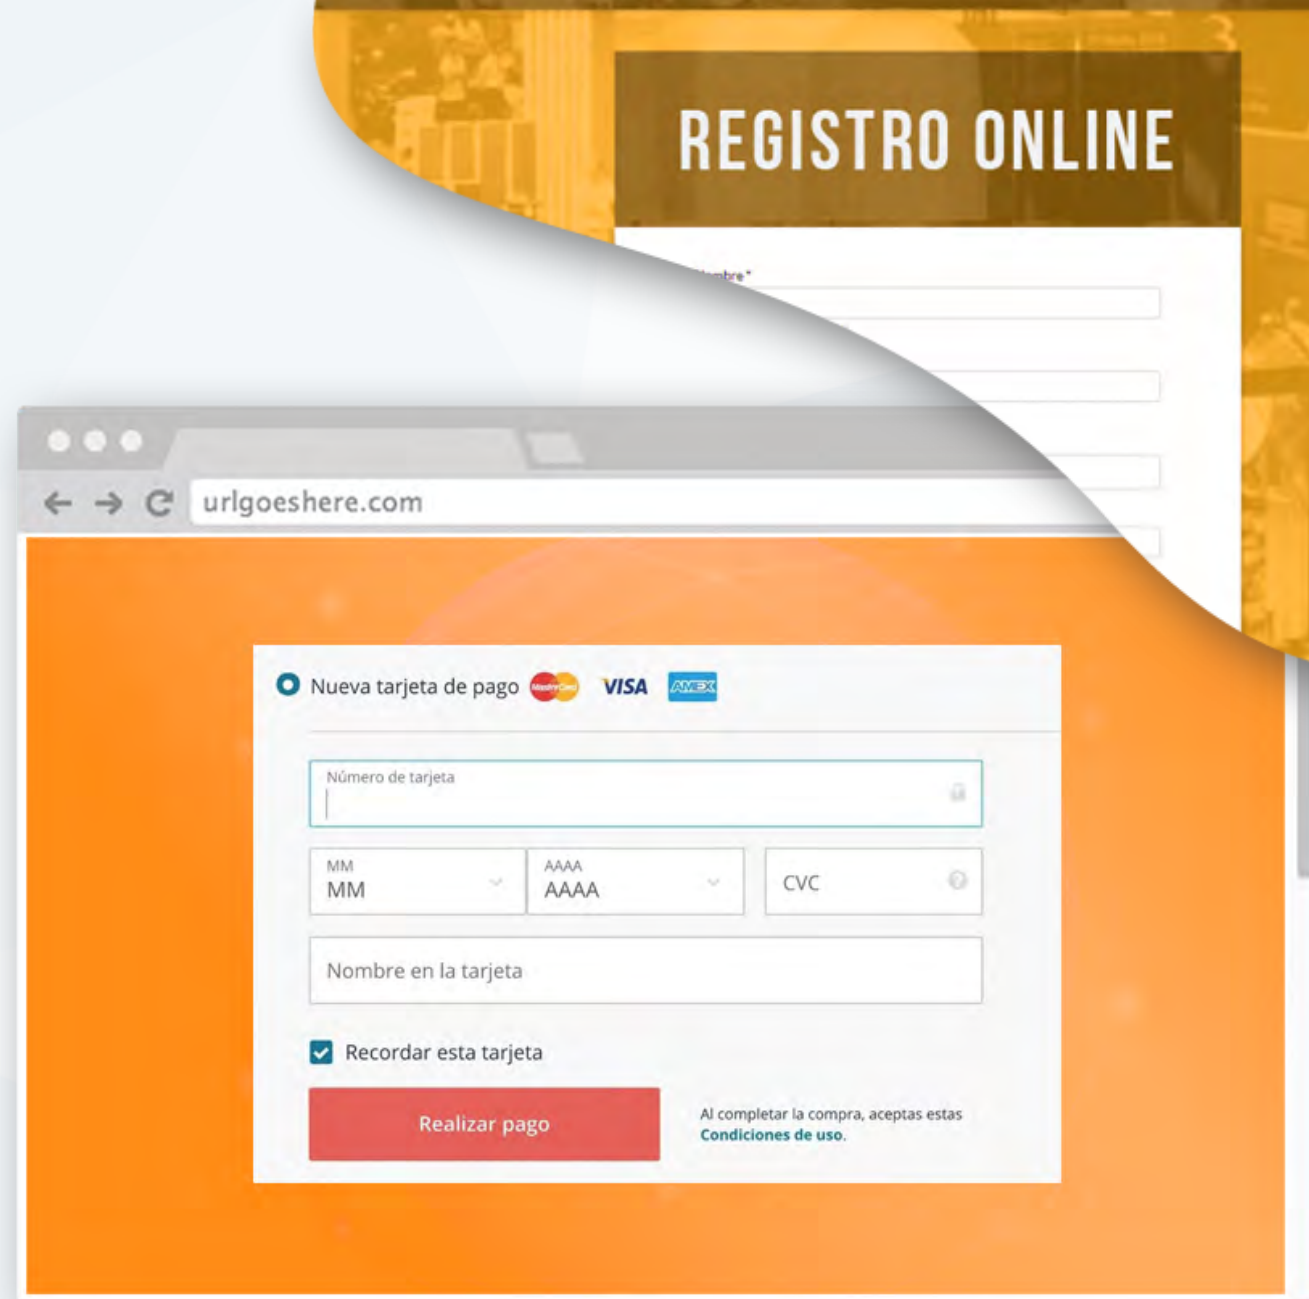 REGISTRO ONLINE
urlgoeshere.com
Nueva tarjeta de pago MasterCard VISA AMEX
Número de tarjeta
MM AAAA
MM AAAA CVC
Nombre en la tarjeta
Recordar esta tarjeta
Realizar pago
Al completar la compra, aceptas estas
Condiciones de uso.